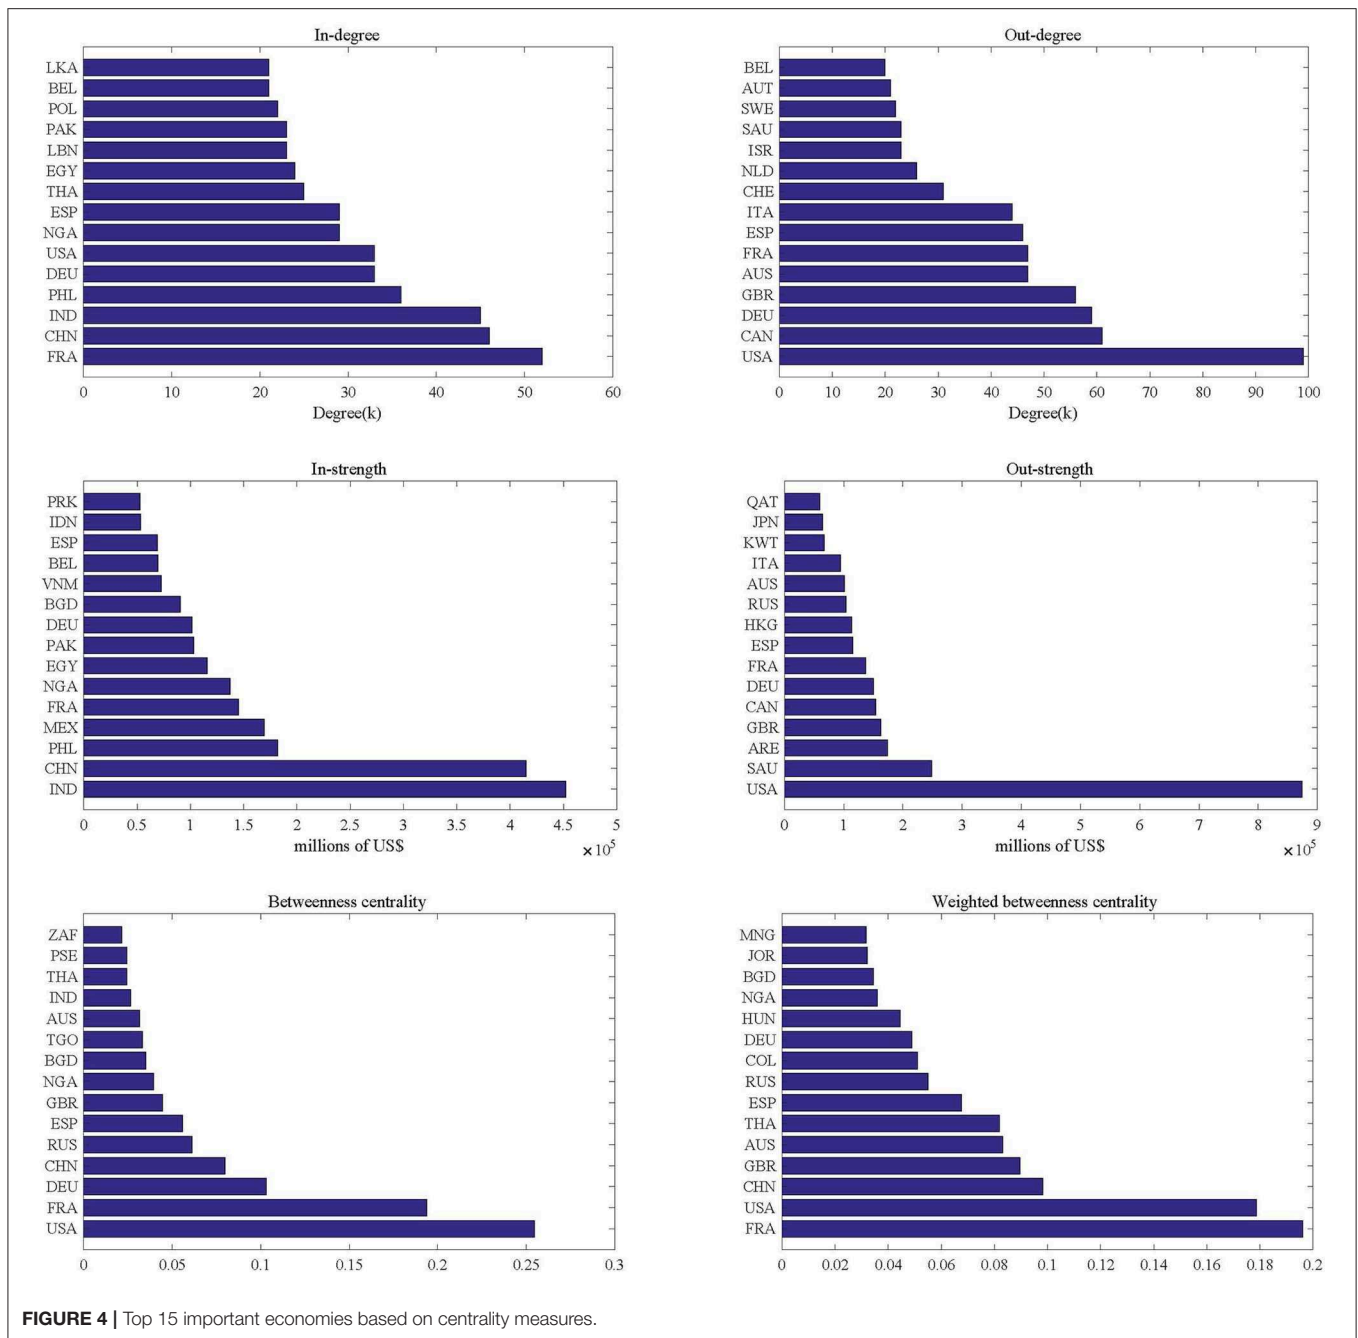 In-degree
LKA
BEL
POL
PAK
LBN
EGY
THA
ESP
NGA
USA
DEU
PHL
IND
CHN
FRA
0 10 20 30 40 50 60
Degree(k)
Out-degree
BEL
AUT
SWE
SAU
ISR
NLD
CHE
ITA
ESP
FRA
AUS
GBR
DEU
CAN
USA
0 10 20 30 40 50 60 70 80 90 100
Degree(k)
In-strength
PRK
IDN
ESP
BEL
VNM
BGD
DEU
PAK
EGY
NGA
FRA
MEX
PHL
CHN
IND
0 0.5 1 1.5 2 2.5 3 3.5 4 4.5 5
millions of US$ ×10⁵
Out-strength
QAT
JPN
KWT
ITA
AUS
RUS
HKG
ESP
FRA
DEU
CAN
GBR
ARE
SAU
USA
0 1 2 3 4 5 6 7 8 9
millions of US$ ×10⁵
Betweenness centrality
ZAF
PSE
THA
IND
AUS
TGO
BGD
NGA
GBR
ESP
RUS
CHN
DEU
FRA
USA
0 0.05 0.1 0.15 0.2 0.25 0.3
Weighted betweenness centrality
MNG
JOR
BGD
NGA
HUN
DEU
COL
RUS
ESP
THA
AUS
GBR
CHN
USA
FRA
0 0.02 0.04 0.06 0.08 0.1 0.12 0.14 0.16 0.18 0.2
FIGURE 4 | Top 15 important economies based on centrality measures.